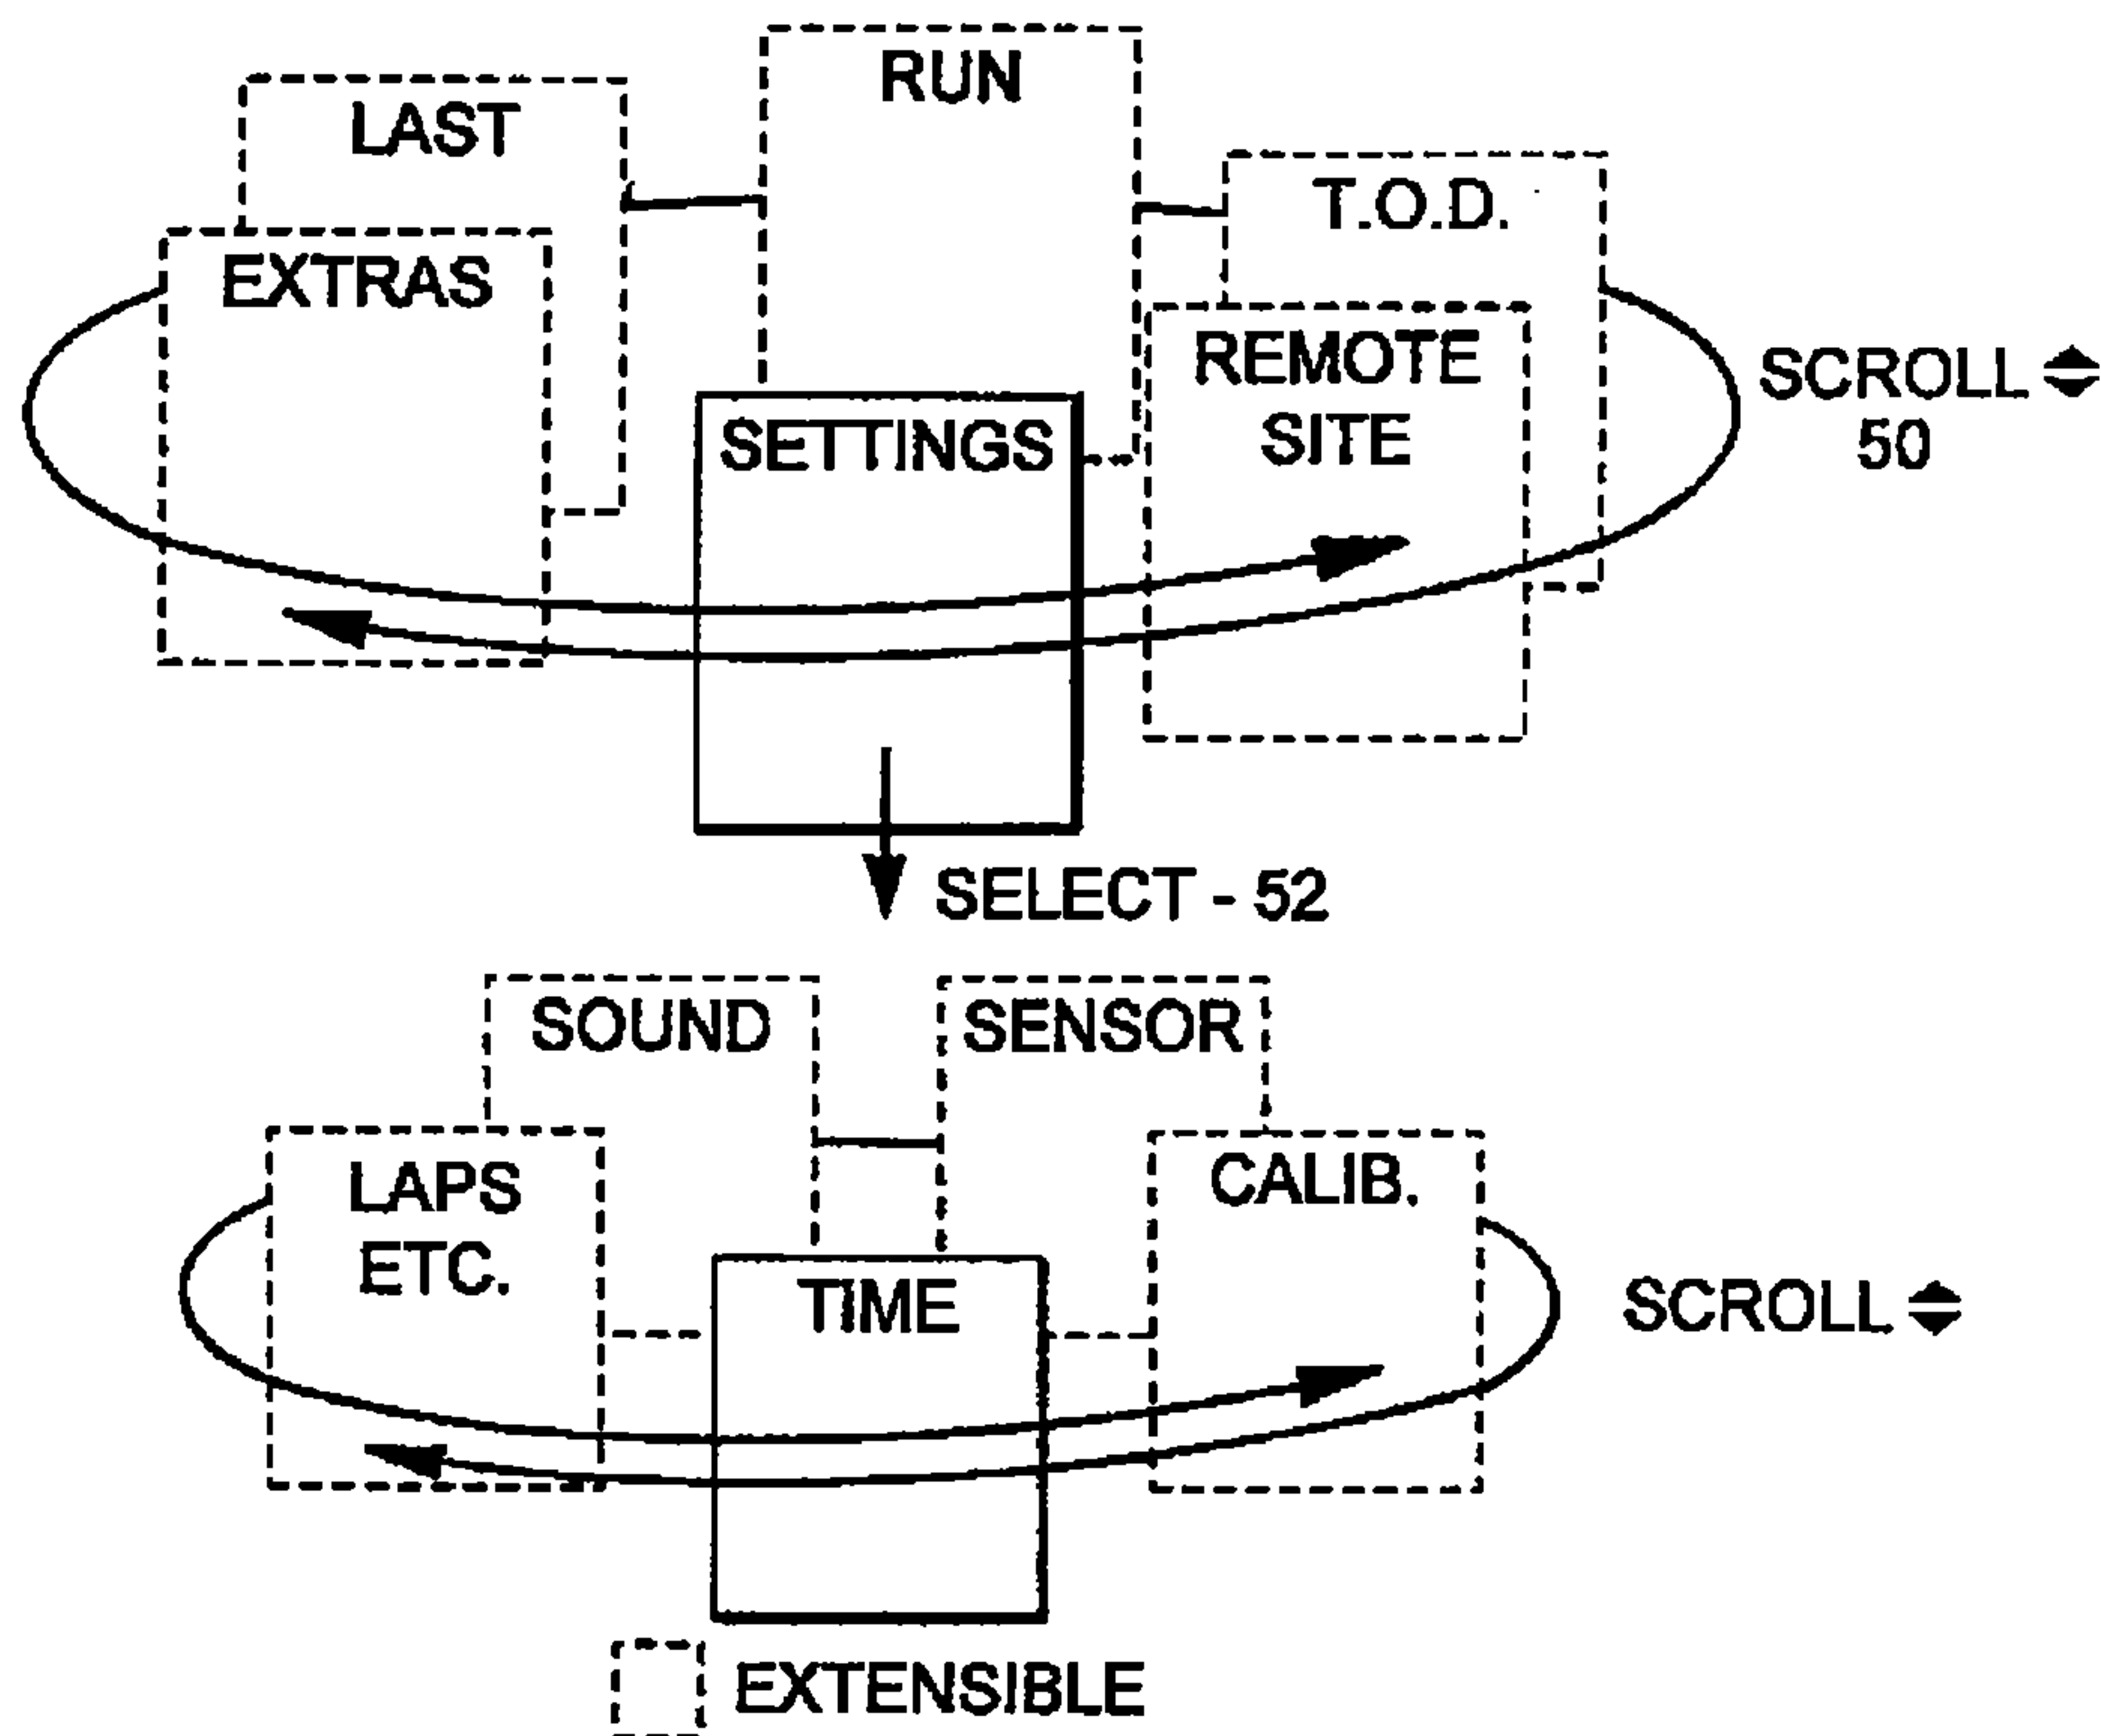 RUN
LAST
T.O.D.
EXTRAS
REMOTE
SITE
SCROLL
50
SETTINGS
SELECT - 52
SOUND
SENSOR
LAPS
ETC.
CALIB.
TIME
SCROLL
EXTENSIBLE